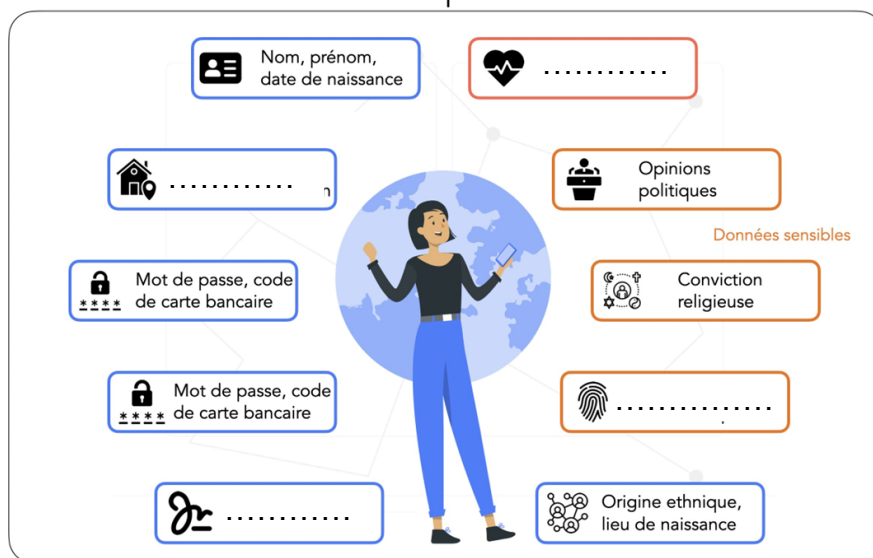 Nom, prénom,
date de naissance
. . . . . . . . . . . .
. . . . . . . . . . . .
Opinions
politiques
Données sensibles
* * * *
Mot de passe, code
de carte bancaire
Conviction
religieuse
* * * *
Mot de passe, code
de carte bancaire
. . . . . . . . . . . . . . .
. . . . . . . . . . . .
Origine ethnique,
lieu de naissance